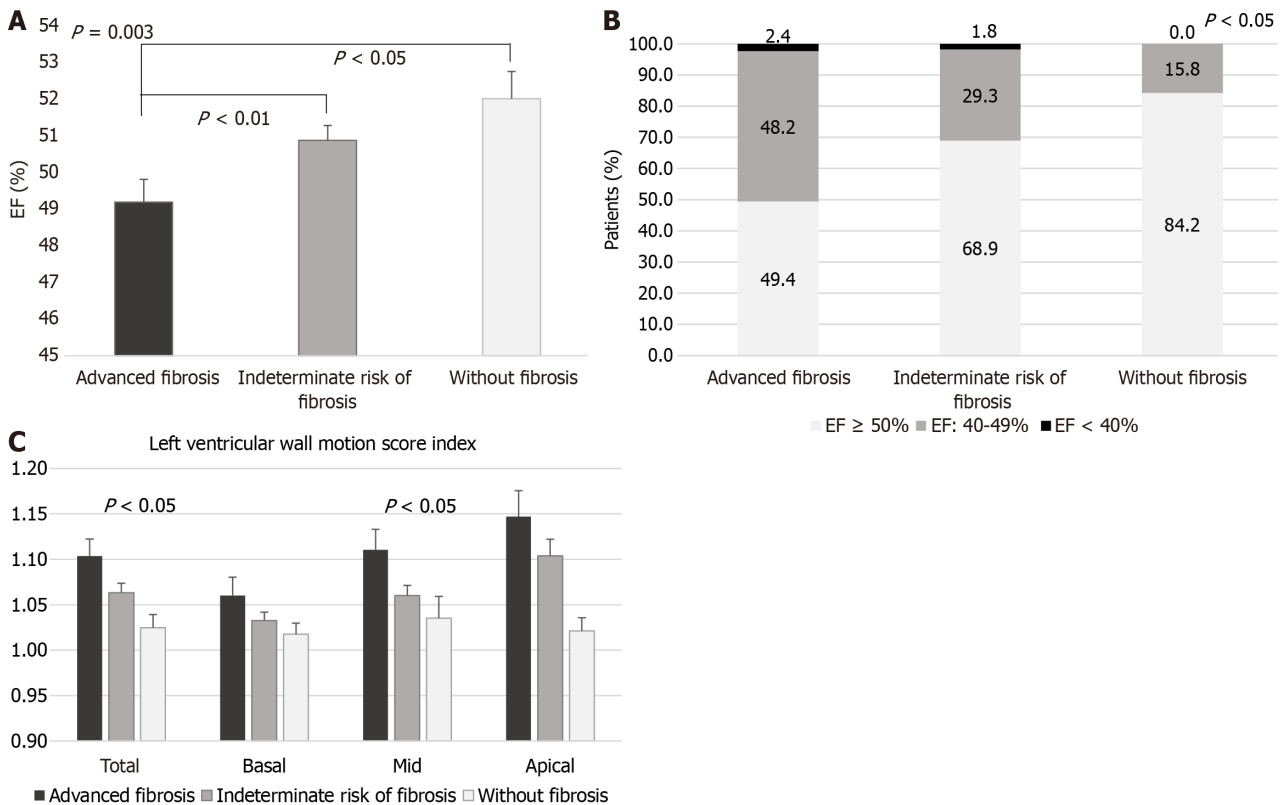 A
P = 0.003
P < 0.05
P < 0.01
EF (%)
54
53
52
51
50
49
48
47
46
45
Advanced fibrosis
Indeterminate risk of
fibrosis
Without fibrosis
B
P < 0.05
Patients (%)
100.0
90.0
80.0
70.0
60.0
50.0
40.0
30.0
20.0
10.0
0.0
2.4
48.2
49.4
1.8
29.3
68.9
0.0
15.8
84.2
Advanced fibrosis
Indeterminate risk of
fibrosis
Without fibrosis
EF ≥ 50% EF: 40-49% EF < 40%
C
Left ventricular wall motion score index
1.20
1.15
1.10
1.05
1.00
0.95
0.90
P < 0.05
P < 0.05
Total
Basal
Mid
Apical
Advanced fibrosis Indeterminate risk of fibrosis Without fibrosis